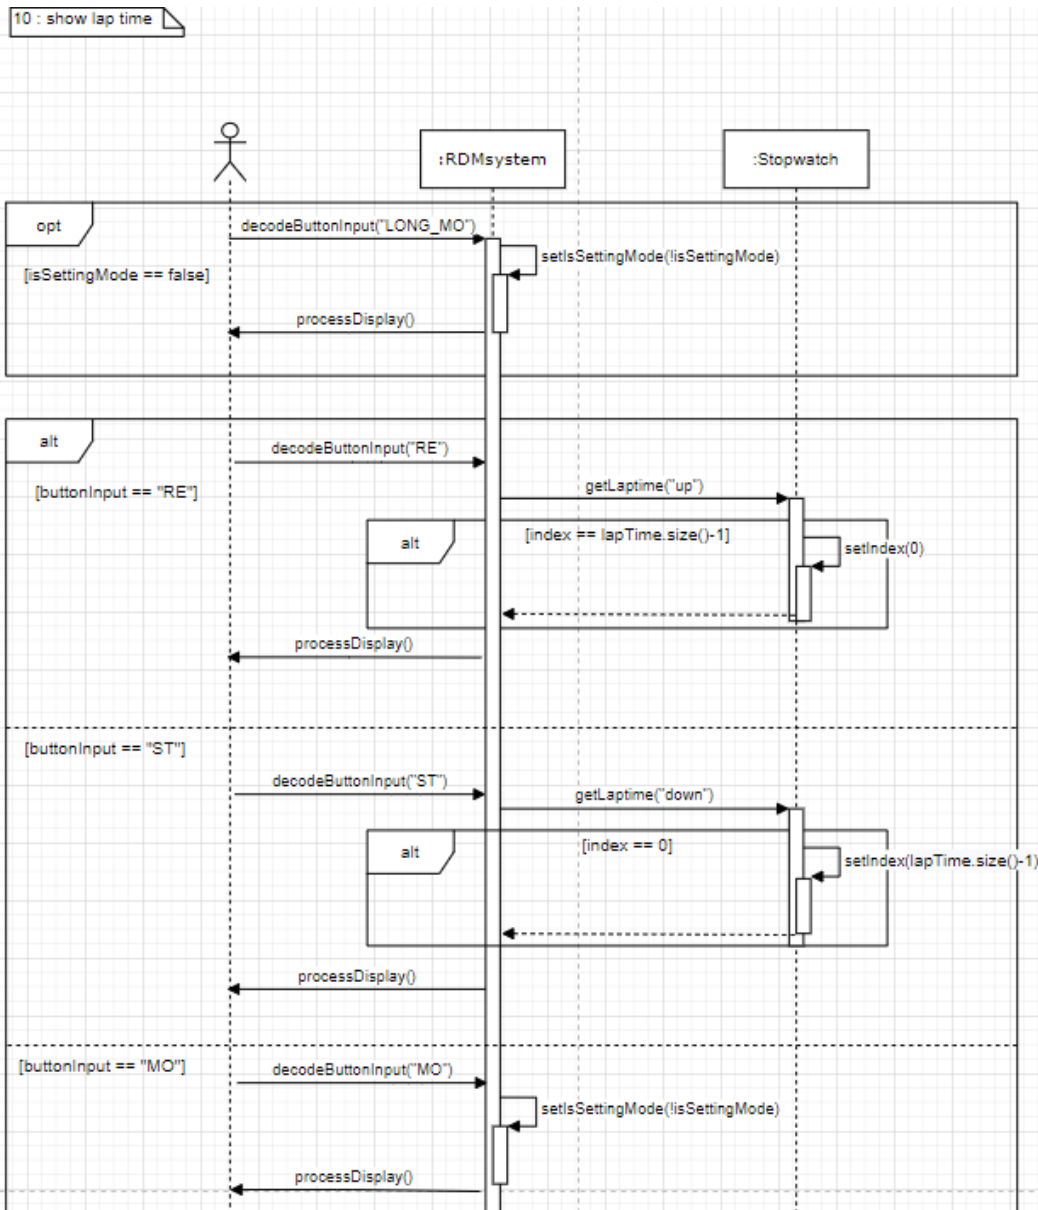 10 : show lap time
:RDMsystem
:Stopwatch
opt
decodeButtonInput("LONG_MO")
setIsSettingMode(!isSettingMode)
[isSettingMode == false]
processDisplay()
alt
decodeButtonInput("RE")
[buttonInput == "RE"]
getLaptime("up")
alt
[index == lapTime.size()-1]
setIndex(0)
processDisplay()
[buttonInput == "ST"]
decodeButtonInput("ST")
getLaptime("down")
alt
[index == 0]
setIndex(lapTime.size()-1)
processDisplay()
[buttonInput == "MO"]
decodeButtonInput("MO")
setIsSettingMode(!isSettingMode)
processDisplay()